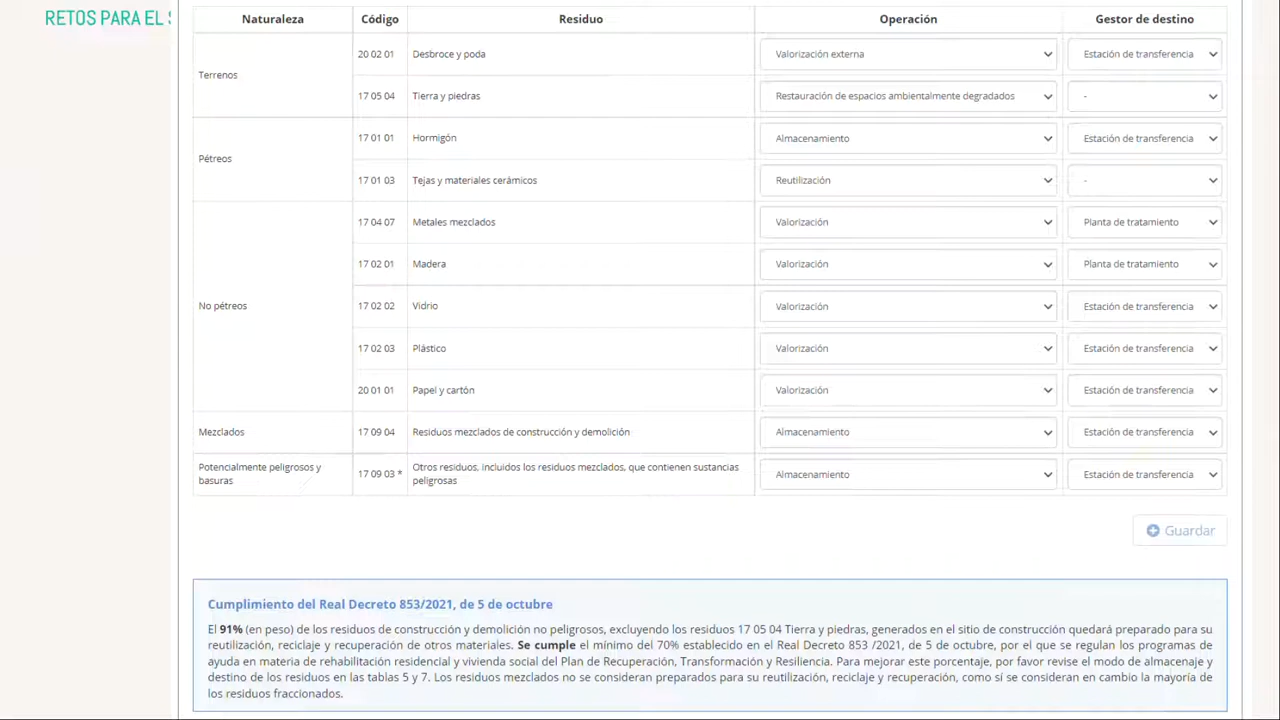 RETOS PARA EL
Naturaleza Código Residuo Operación Gestor de destino
Terrenos
20 02 01 Desbroce y poda Valorización externa Estación de transferencia
17 05 04 Tierra y piedras Restauración de espacios ambientalmente degradados -
Pétreos
17 01 01 Hormigón Almacenamiento Estación de transferencia
17 01 03 Tejas y materiales cerámicos Reutilización -
No pétreos
17 04 07 Metales mezclados Valorización Planta de tratamiento
17 02 01 Madera Valorización Planta de tratamiento
17 02 02 Vidrio Valorización Estación de transferencia
17 02 03 Plástico Valorización Estación de transferencia
20 01 01 Papel y cartón Valorización Estación de transferencia
Mezclados 17 09 04 Residuos mezclados de construcción y demolición Almacenamiento Estación de transferencia
Potencialmente peligrosos y
basuras
17 09 03 *
Otros residuos, incluidos los residuos mezclados, que contienen sustancias
peligrosas
Almacenamiento Estación de transferencia
Guardar
Cumplimiento del Real Decreto 853/2021, de 5 de octubre
El 91% (en peso) de los residuos de construcción y demolición no peligrosos, excluyendo los residuos 17 05 04 Tierra y piedras, generados en el sitio de construcción quedará preparado para su
reutilización, reciclaje y recuperación de otros materiales. Se cumple el mínimo del 70% establecido en el Real Decreto 853 /2021, de 5 de octubre, por el que se regulan los programas de
ayuda en materia de rehabilitación residencial y vivienda social del Plan de Recuperación, Transformación y Resiliencia. Para mejorar este porcentaje, por favor revise el modo de almacenaje y
destino de los residuos en las tablas 5 y 7. Los residuos mezclados no se consideran preparados para su reutilización, reciclaje y recuperación, como sí se consideran en cambio la mayoría de
los residuos fraccionados.